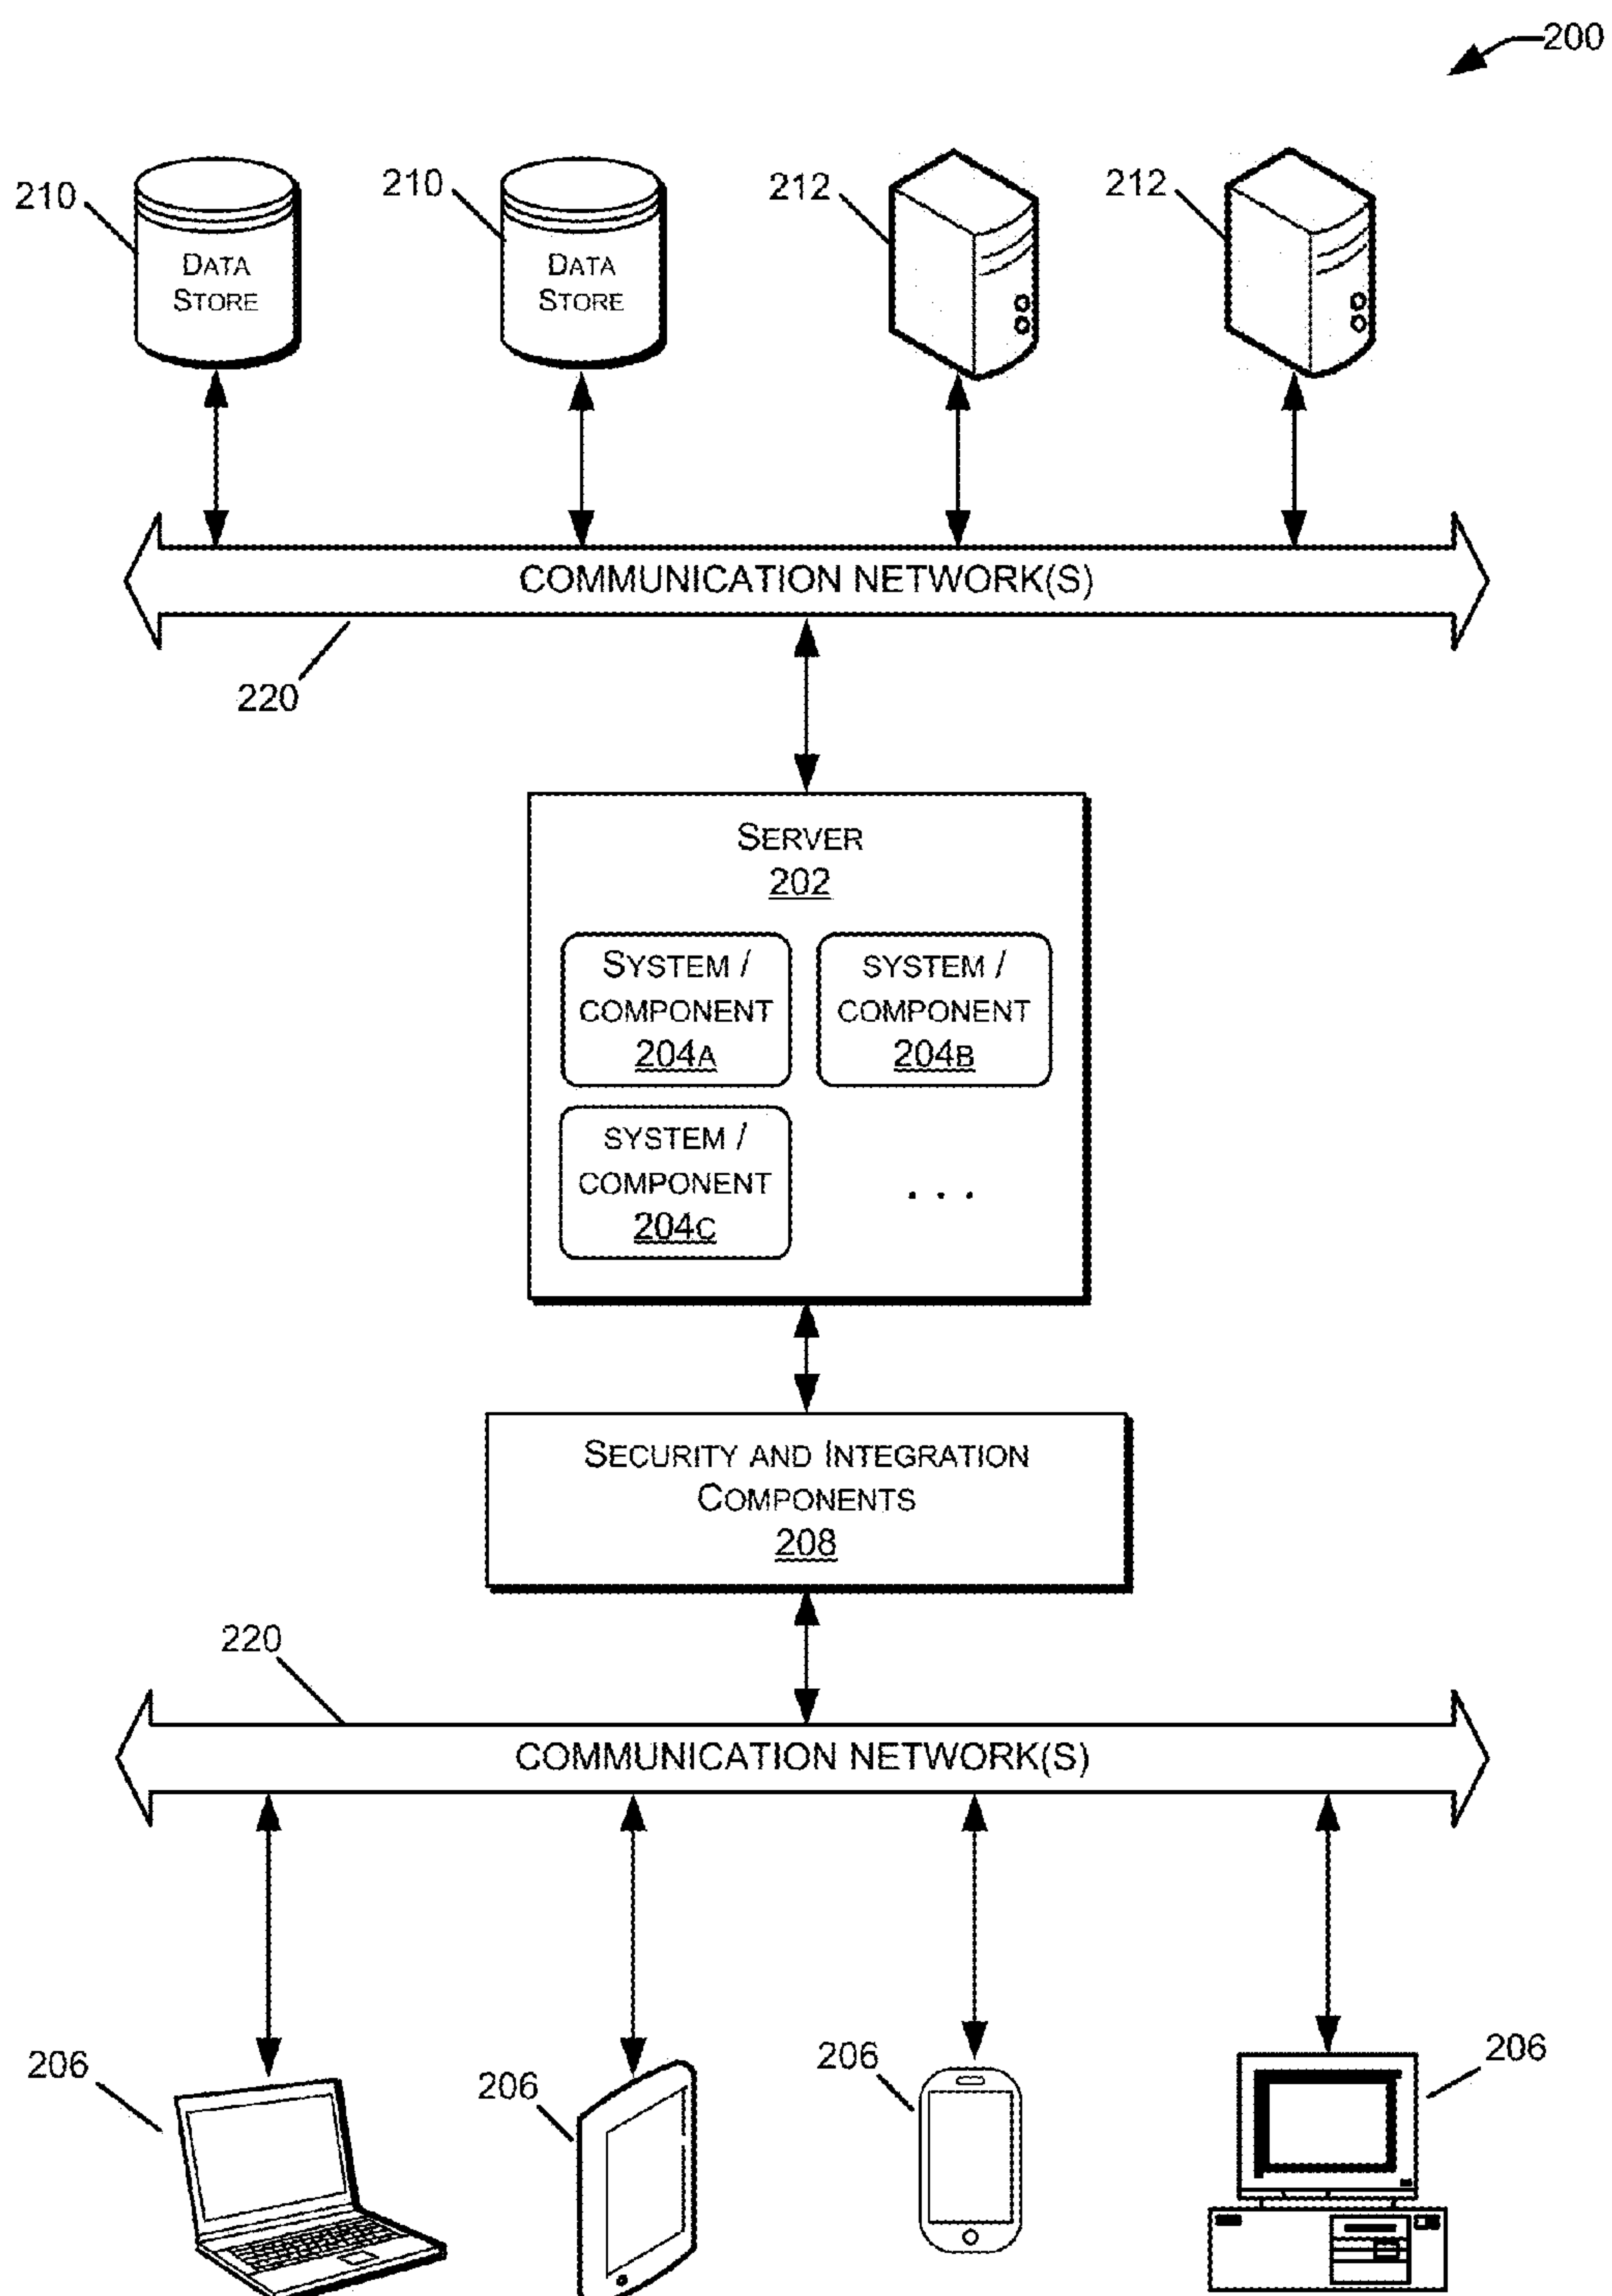 200
210
210
212
212
DATA
STORE
DATA
STORE
COMMUNICATION NETWORK(S)
220
SERVER
202
SYSTEM /
COMPONENT
204A
SYSTEM /
COMPONENT
204B
SYSTEM /
COMPONENT
204C
. . .
SECURITY AND INTEGRATION
COMPONENTS
208
220
COMMUNICATION NETWORK(S)
206
206
206
206